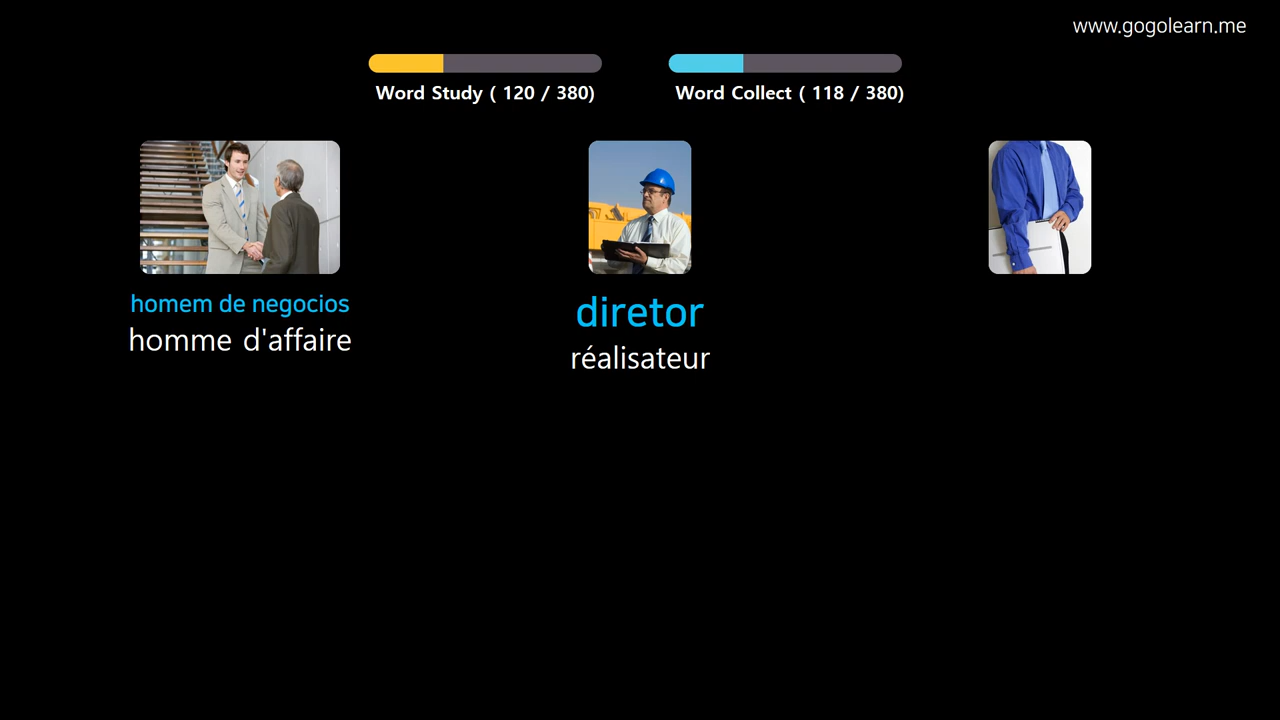 www.gogolearn.me
Word Study ( 120 / 380)
Word Collect ( 118 / 380)
homem de negocios
homme d'affaire
diretor
réalisateur